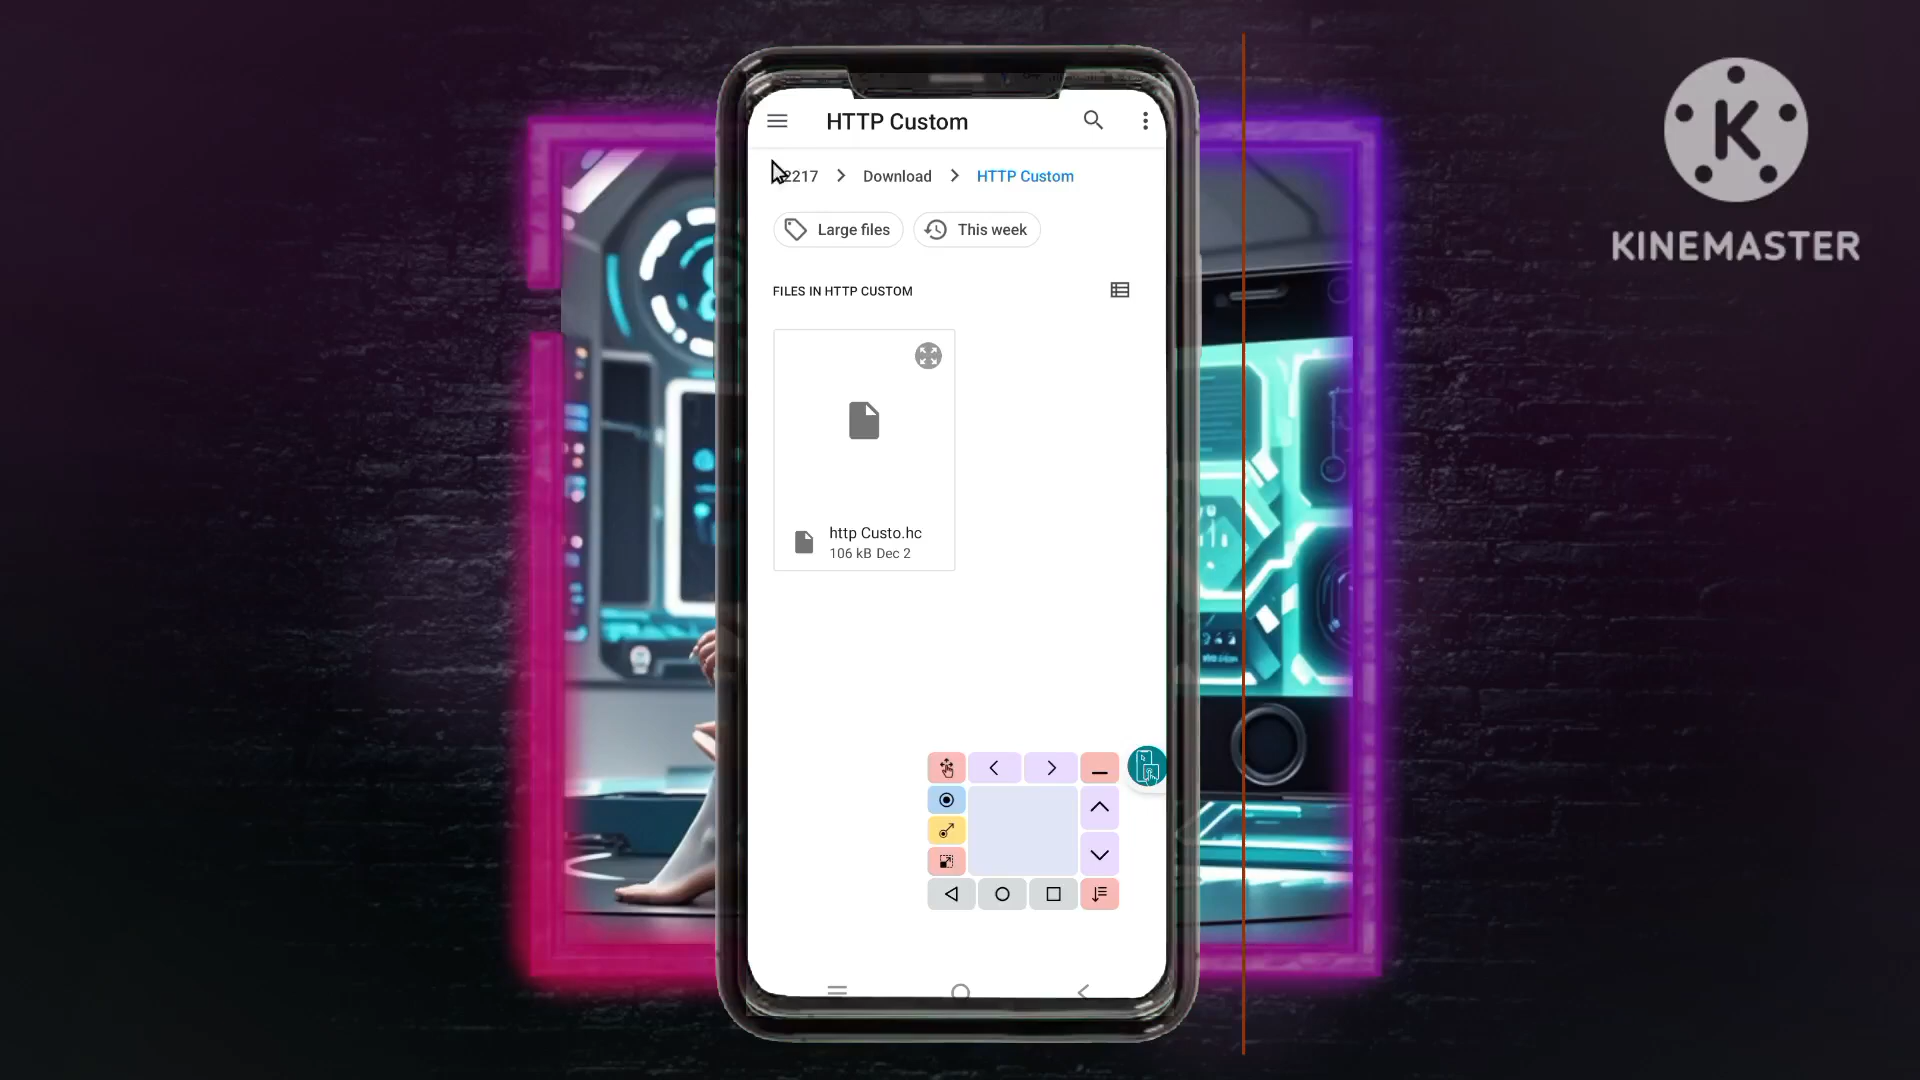 HTTP Custom
2217 > Download > HTTP Custom
Large files
This week
FILES IN HTTP CUSTOM
http Custo.hc
106 kB Dec 2
K
KINEMASTER